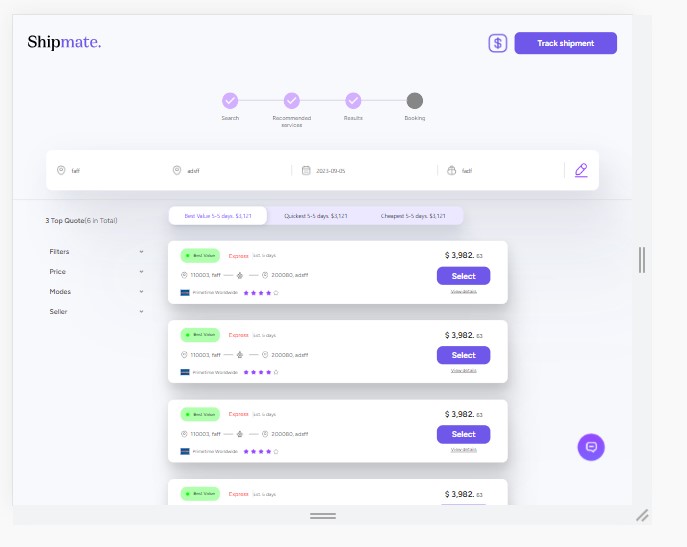 Shipmate.
$ Track shipment
Search Recommended services Results Booking
faff adsff 2023-09-05 fadf
3 Top Quote(6 in Total)
Best Value 5-5 days. $3,121 Quickest 5-5 days. $3,121 Cheapest 5-5 days. $3,121
Filters
Price
Modes
Seller
Best Value Express Just 5 days $ 3,982. 63
110003, faff 200080, adsff Select
Primetime Worldwide View details
Best Value Express Just 5 days $ 3,982. 63
110003, faff 200080, adsff Select
Primetime Worldwide View details
Best Value Express Just 5 days $ 3,982. 63
110003, faff 200080, adsff Select
Primetime Worldwide View details
Best Value Express Just 5 days $ 3,982. 63